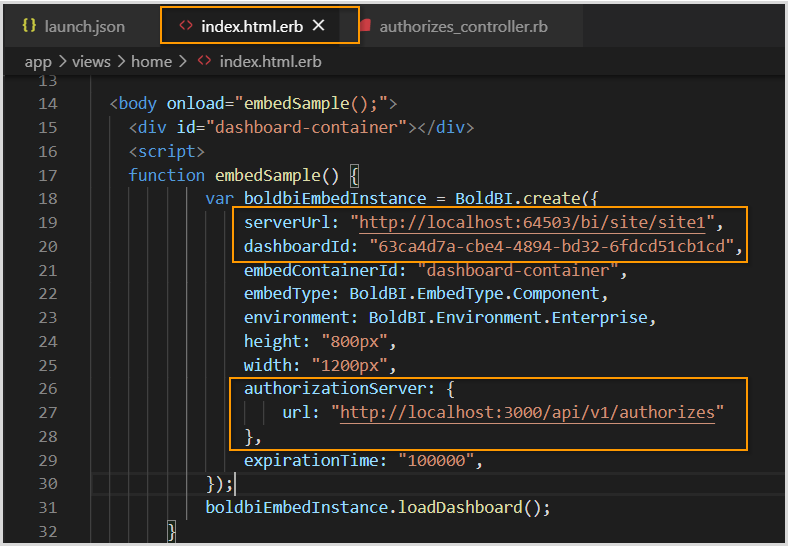 {} launch.json <> index.html.erb × authorizes_controller.rb
app > views > home > <> index.html.erb
13
14 <body onload="embedSample();">
15 <div id="dashboard-container"></div>
16 <script>
17 function embedSample() {
18 var boldbiEmbedInstance = BoldBI.create({
19 serverUrl: "http://localhost:64503/bi/site/site1",
20 dashboardId: "63ca4d7a-cbe4-4894-bd32-6fdcd51cb1cd",
21 embedContainerId: "dashboard-container",
22 embedType: BoldBI.EmbedType.Component,
23 environment: BoldBI.Environment.Enterprise,
24 height: "800px",
25 width: "1200px",
26 authorizationServer: {
27 url: "http://localhost:3000/api/v1/authorizes"
28 },
29 expirationTime: "100000",
30 });
31 boldbiEmbedInstance.loadDashboard();
32 }